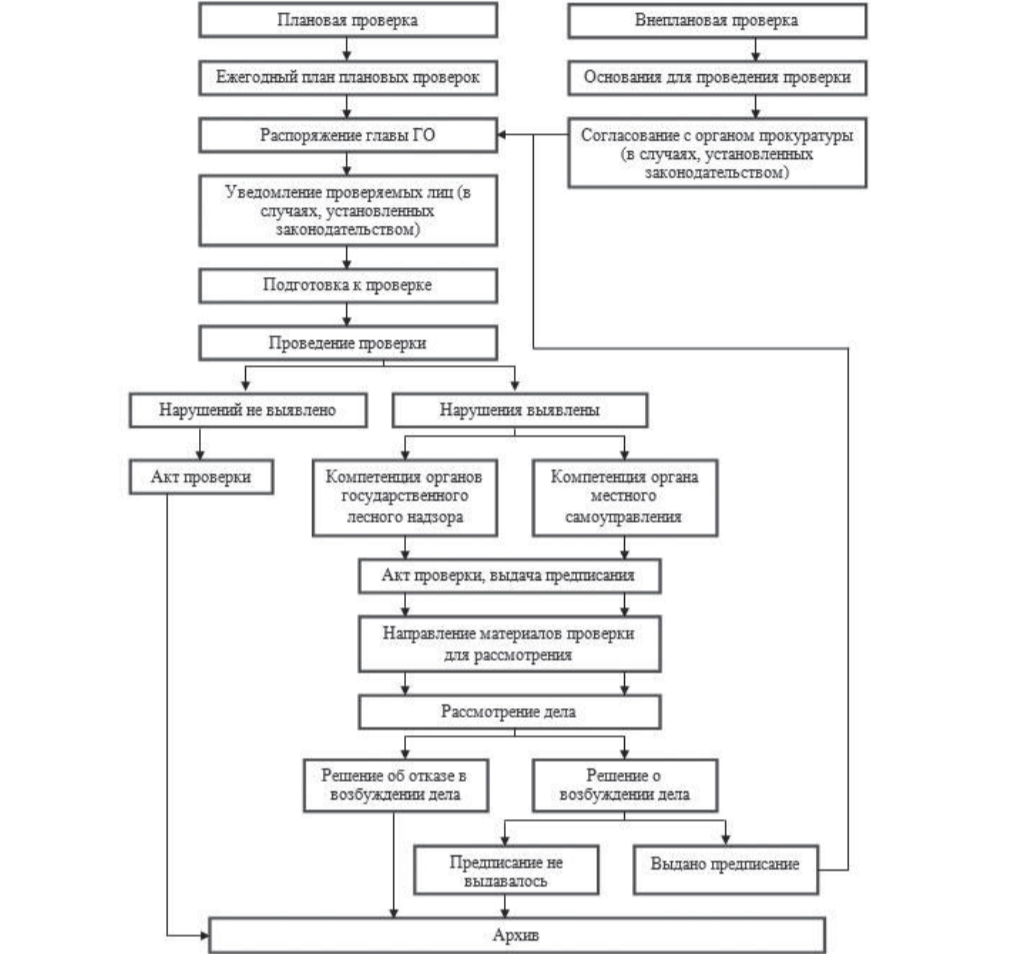 Плановая проверка
Внеплановая проверка
Ежегодный план плановых проверок
Основания для проведения проверки
Распоряжение главы ГО
Согласование с органом прокуратуры
(в случаях, установленных
законодательством)
Уведомление проверяемых лиц (в
случаях, установленных
законодательством)
Подготовка к проверке
Проведение проверки
Нарушений не выявлено
Нарушения выявлены
Акт проверки
Компетенция органов
государственного
лесного надзора
Компетенция органа
местного
самоуправления
Акт проверки, выдача предписания
Направление материалов проверки
для рассмотрения
Рассмотрение дела
Решение об отказе в
возбуждении дела
Решение о
возбуждении дела
Предписание не
выдавалось
Выдано предписание
Архив